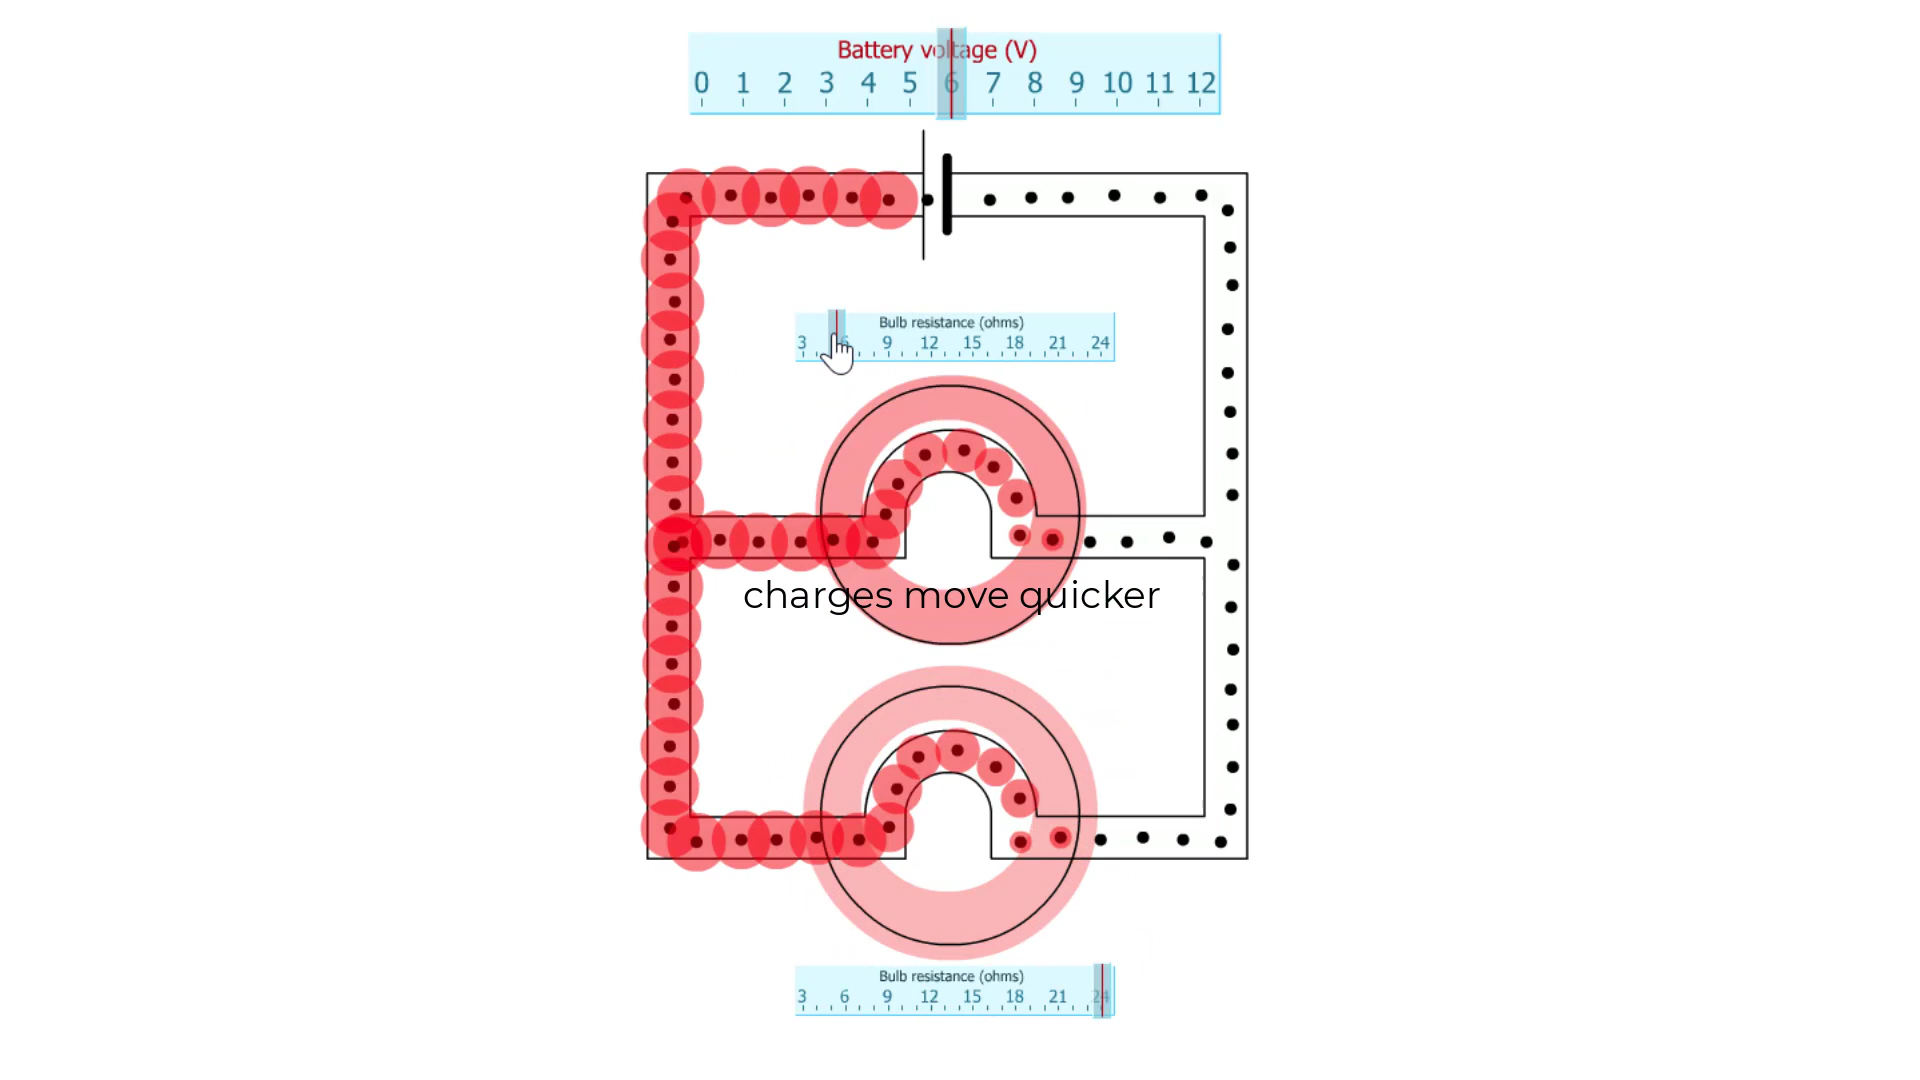 Battery voltage (V)
0 1 2 3 4 5 6 7 8 9 10 11 12
Bulb resistance (ohms)
3 6 9 12 15 18 21 24
charges move quicker
Bulb resistance (ohms)
3 6 9 12 15 18 21 24